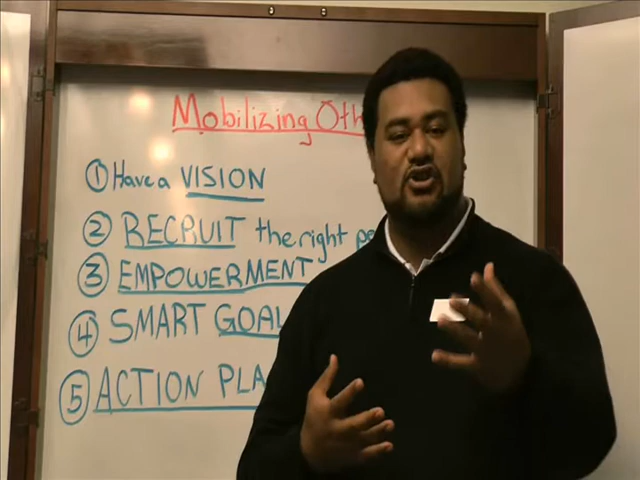 Mobilizing Oth
① Have a VISION
② RECRUIT the right pe
③ EMPOWERMENT
④ SMART GOAL
⑤ ACTION PLA